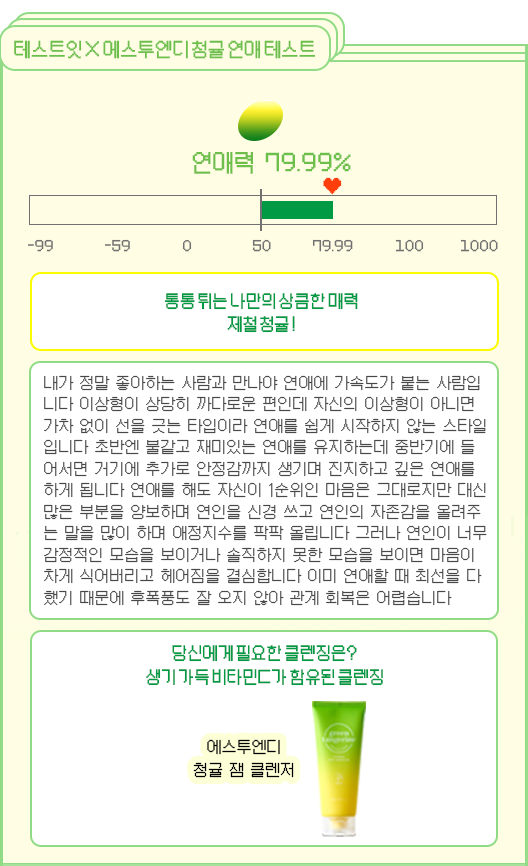 테스트잇 X 에스투엔디 청귤 연애 테스트
연애력 79.99%
-99 -59 0 50 79.99 100 1000
통통 튀는 나만의 상큼한 매력
제철 청귤!
내가 정말 좋아하는 사람과 만나야 연애에 가속도가 붙는 사람입
니다 이상형이 상당히 까다로운 편인데 자신의 이상형이 아니면
가차 없이 선을 긋는 타입이라 연애를 쉽게 시작하지 않는 스타일
입니다 초반엔 불같고 재미있는 연애를 유지하는데 중반기에 들
어서면 거기에 추가로 안정감까지 생기며 진지하고 깊은 연애를
하게 됩니다 연애를 해도 자신이 1순위인 마음은 그대로지만 대신
많은 부분을 양보하며 연인을 신경 쓰고 연인의 자존감을 올려주
는 말을 많이 하며 애정지수를 팍팍 올립니다 그러나 연인이 너무
감정적인 모습을 보이거나 솔직하지 못한 모습을 보이면 마음이
차게 식어버리고 헤어짐을 결심합니다 이미 연애할 때 최선을 다
했기 때문에 후폭풍도 잘 오지 않아 관계 회복은 어렵습니다
당신에게 필요한 클렌징은?
생기 가득 비타민C가 함유된 클렌징
에스투엔디
청귤 잼 클렌저
green
tangerine